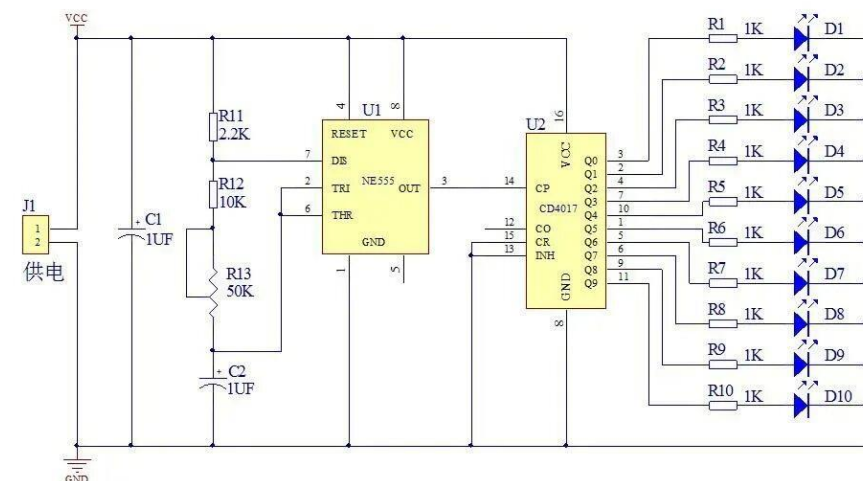 VCC
J1
1
2
供电
GND
C1
1UF
R11
2.2K
R12
10K
R13
50K
C2
1UF
U1
4
8
RESET
VCC
7
DIS
2
TRI
NE555
OUT
3
6
THR
GND
1
5
U2
16
VCC
14
CP
CD4017
12
CO
15
CR
13
INH
GND
8
Q0
3
Q1
2
Q2
4
Q3
7
Q4
10
Q5
1
Q6
5
Q7
6
Q8
9
Q9
11
R1 1K D1
R2 1K D2
R3 1K D3
R4 1K D4
R5 1K D5
R6 1K D6
R7 1K D7
R8 1K D8
R9 1K D9
R10 1K D10